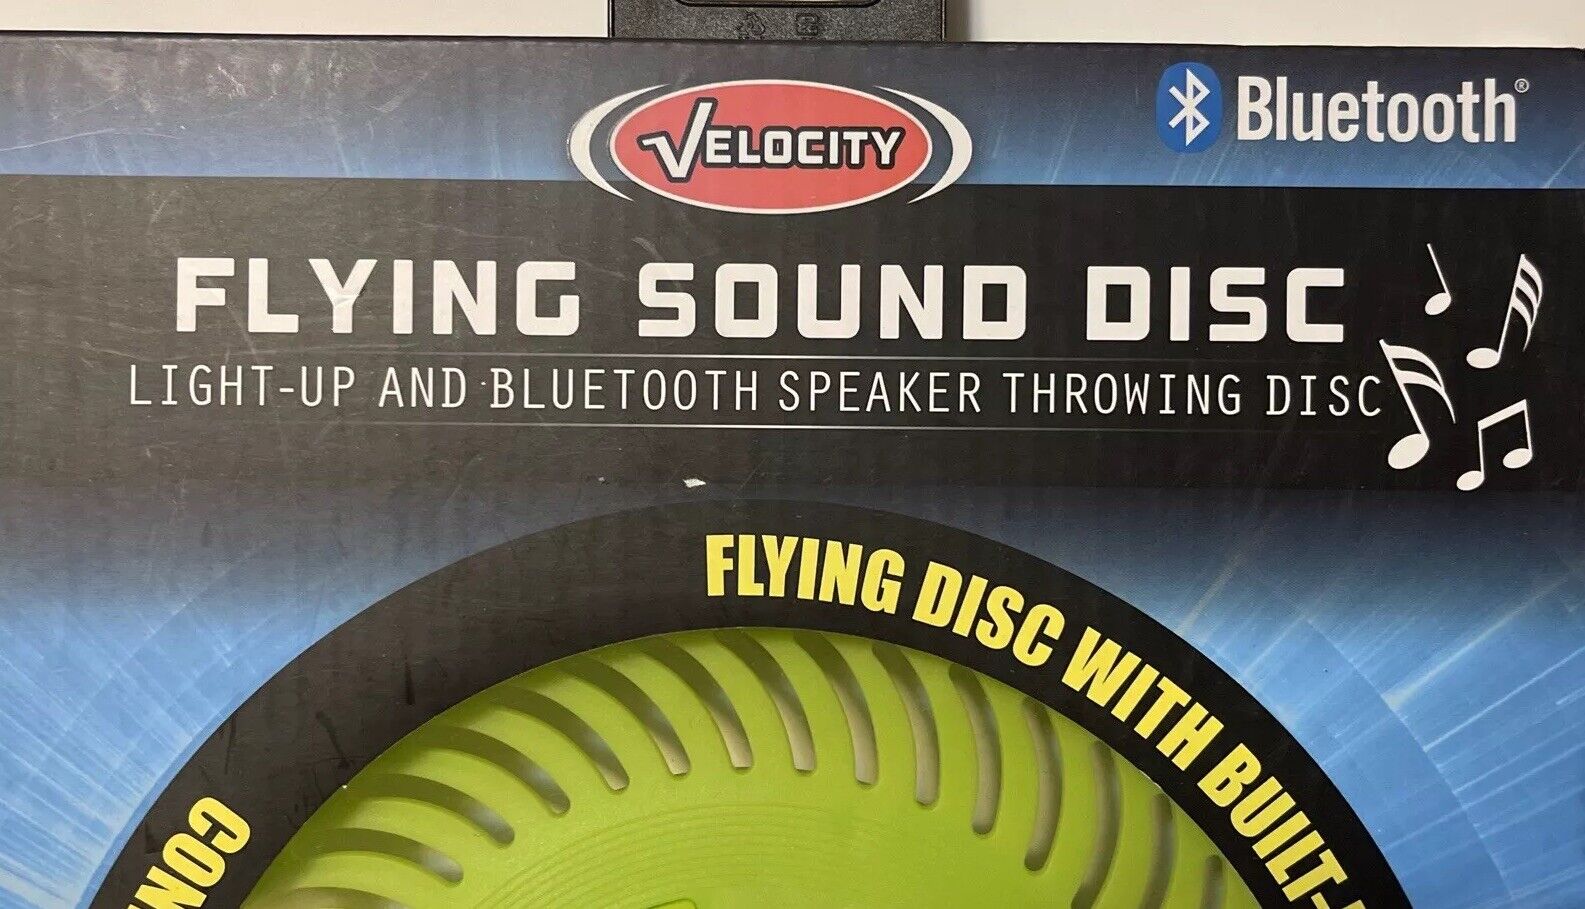 VELOCITY
Bluetooth®
FLYING SOUND DISC
LIGHT-UP AND BLUETOOTH SPEAKER THROWING DISC
FLYING DISC WITH BUILT-